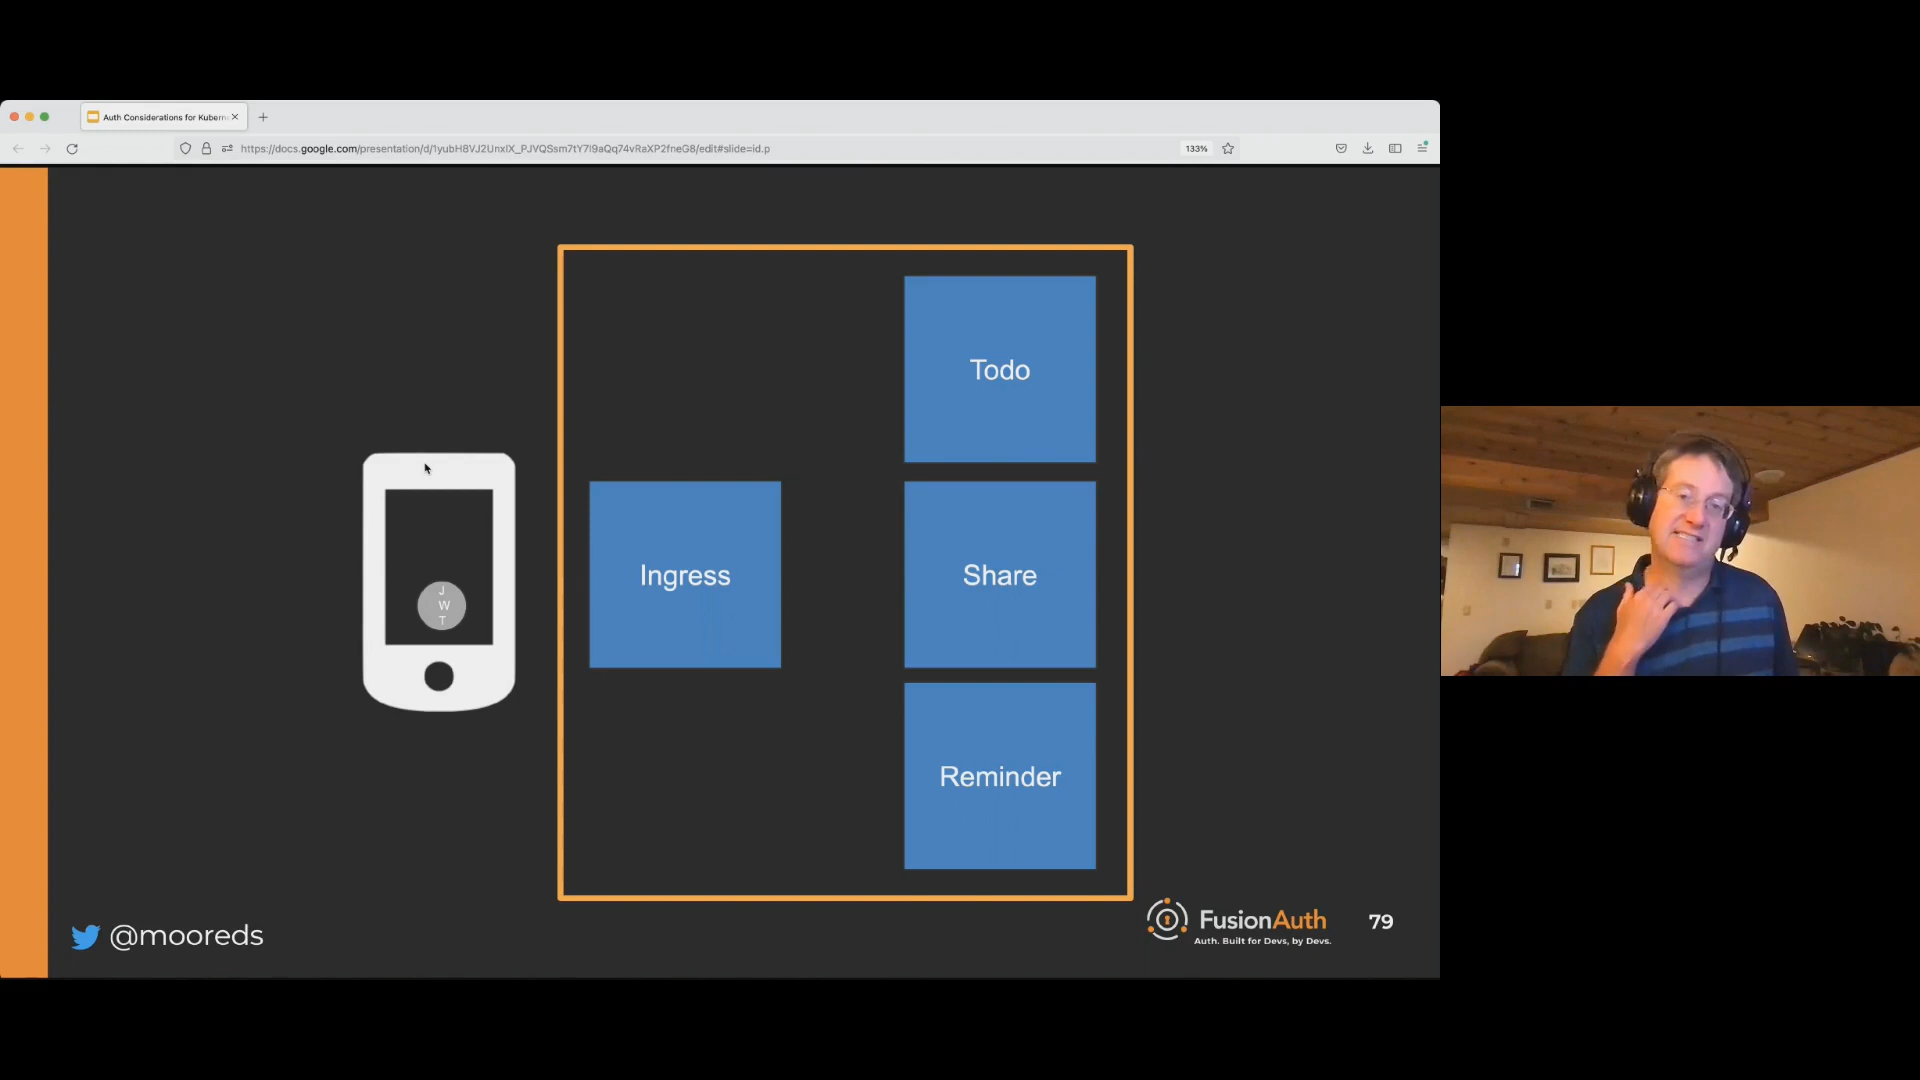 Auth Considerations for Kubern
https://docs.google.com/presentation/d/1yubH8VJ2UnxlX_PJVQSsm7tY7I9aQq74vRaXP2fneG8/edit#slide=id.p
133%
Todo
J
W
T
Ingress
Share
Reminder
@mooreds
FusionAuth
Auth. Built for Devs, by Devs.
79